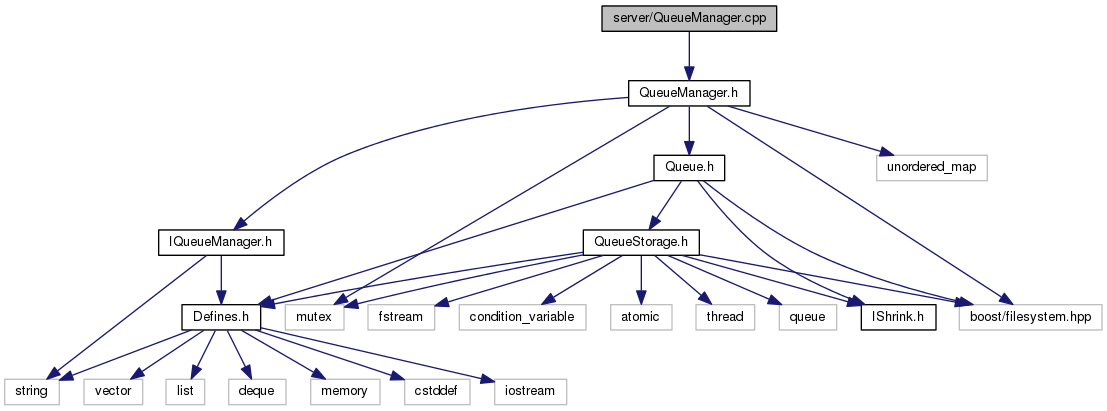 server/QueueManager.cpp
QueueManager.h
Queue.h
unordered_map
IQueueManager.h
QueueStorage.h
Defines.h
mutex
fstream
condition_variable
atomic
thread
queue
IShrink.h
boost/filesystem.hpp
string
vector
list
deque
memory
cstddef
iostream